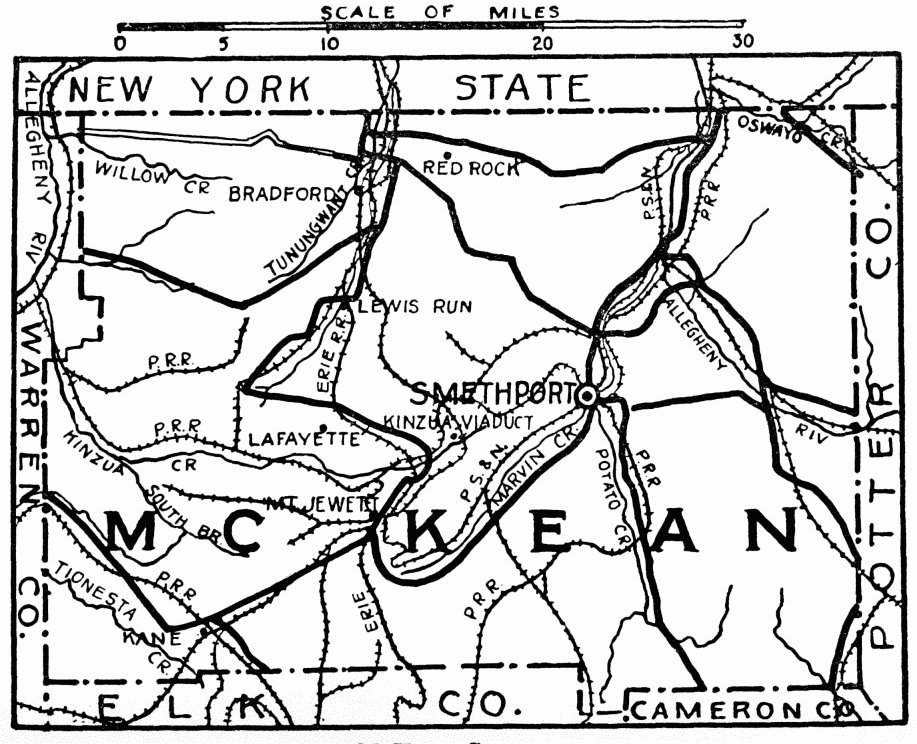 SCALE OF MILES
0 5 10 20 30
NEW YORK STATE
ALLEGHENY RIV
OSWAYO CR.
WILLOW CR
RED ROCK
BRADFORD
TUNUNGWANT CR
P.S.&N.
P.R.R.
LEWIS RUN
ALLEGHENY
RIV
WARREN CO.
POTTER CO.
P.R.R.
ERIE R.R.
SMETHPORT
KINZUA VIADUCT
P.R.R.
LAFAYETTE
KINZUA
CR
P.S.&N.
MARVIN CR.
POTATO CR.
P.R.R
SOUTH BR.
MT. JEWETT
MCKEAN
TIONESTA
CR.
P.R.R.
KANE
ERIE
P.R.R.
ELK CO.
CAMERON CO